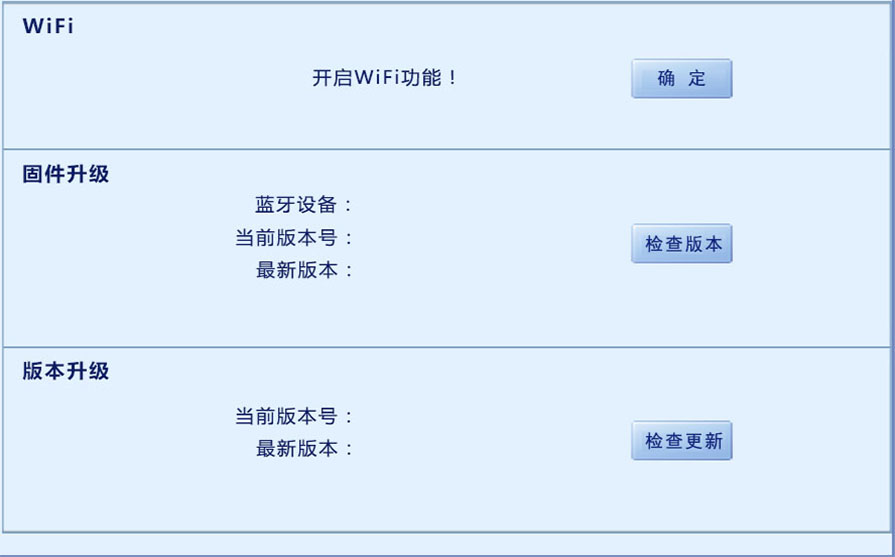 WiFi
开启WiFi功能！
确 定
固件升级
蓝牙设备：
当前版本号：
检查版本
最新版本：
版本升级
当前版本号：
检查更新
最新版本：